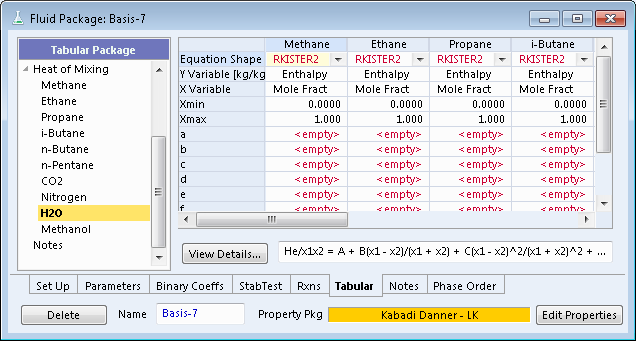 Fluid Package: Basis-7
Tabular Package
Heat of Mixing
Methane
Ethane
Propane
i-Butane
n-Butane
n-Pentane
CO2
Nitrogen
H2O
Methanol
Notes
Methane Ethane Propane i-Butane
Equation Shape RKISTER2 RKISTER2 RKISTER2 RKISTER2
Y Variable [kg/kg Enthalpy Enthalpy Enthalpy Enthalpy
X Variable Mole Fract Mole Fract Mole Fract Mole Fract
Xmin 0.0000 0.0000 0.0000 0.0000
Xmax 1.000 1.000 1.000 1.000
a <empty> <empty> <empty> <empty>
b <empty> <empty> <empty> <empty>
c <empty> <empty> <empty> <empty>
d <empty> <empty> <empty> <empty>
e <empty> <empty> <empty> <empty>
f <empty> <empty> <empty> <empty>
View Details... He/x1x2 = A + B(x1 - x2)/(x1 + x2) + C(x1 - x2)^2/(x1 + x2)^2 + ...
Set Up Parameters Binary Coeffs StabTest Rxns Tabular Notes Phase Order
Delete Name Basis-7 Property Pkg Kabadi Danner - LK Edit Properties